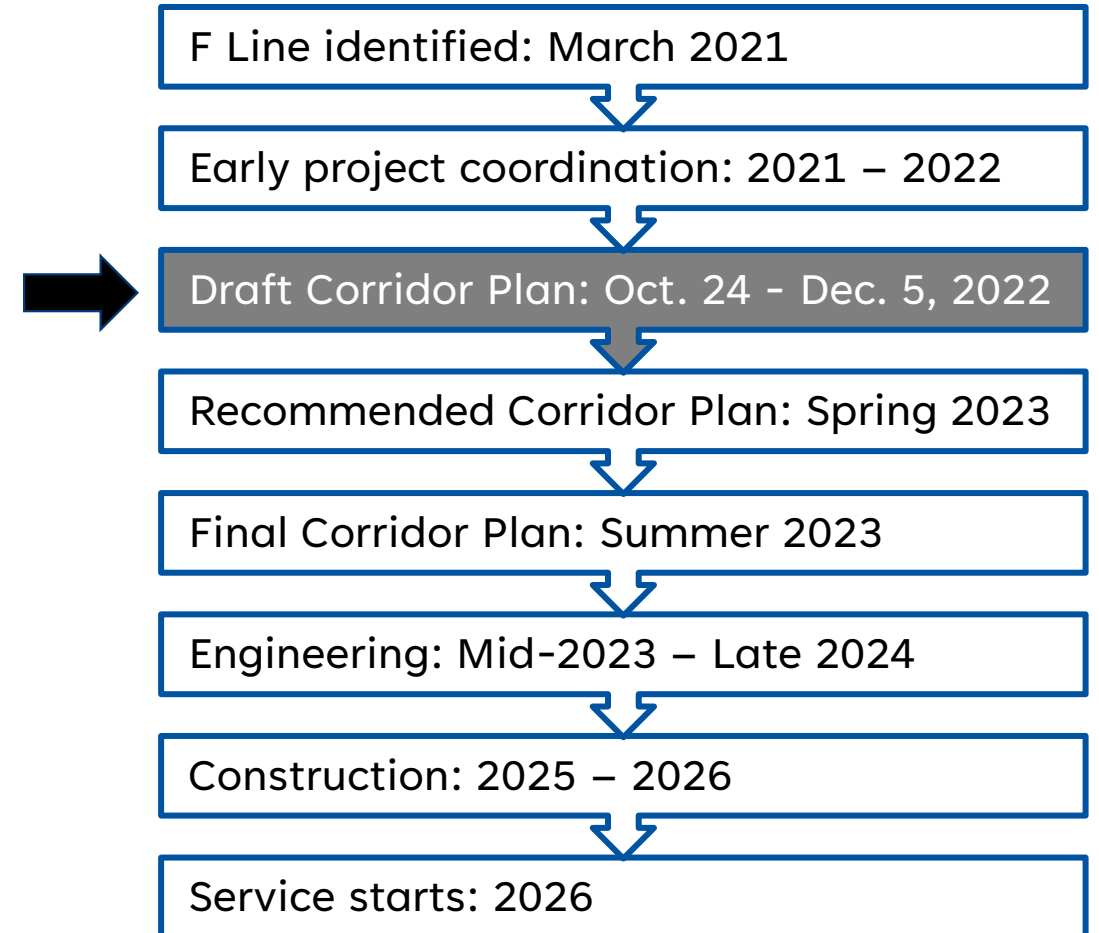 F Line identified: March 2021
Early project coordination: 2021 – 2022
Draft Corridor Plan: Oct. 24 - Dec. 5, 2022
Recommended Corridor Plan: Spring 2023
Final Corridor Plan: Summer 2023
Engineering: Mid-2023 – Late 2024
Construction: 2025 – 2026
Service starts: 2026